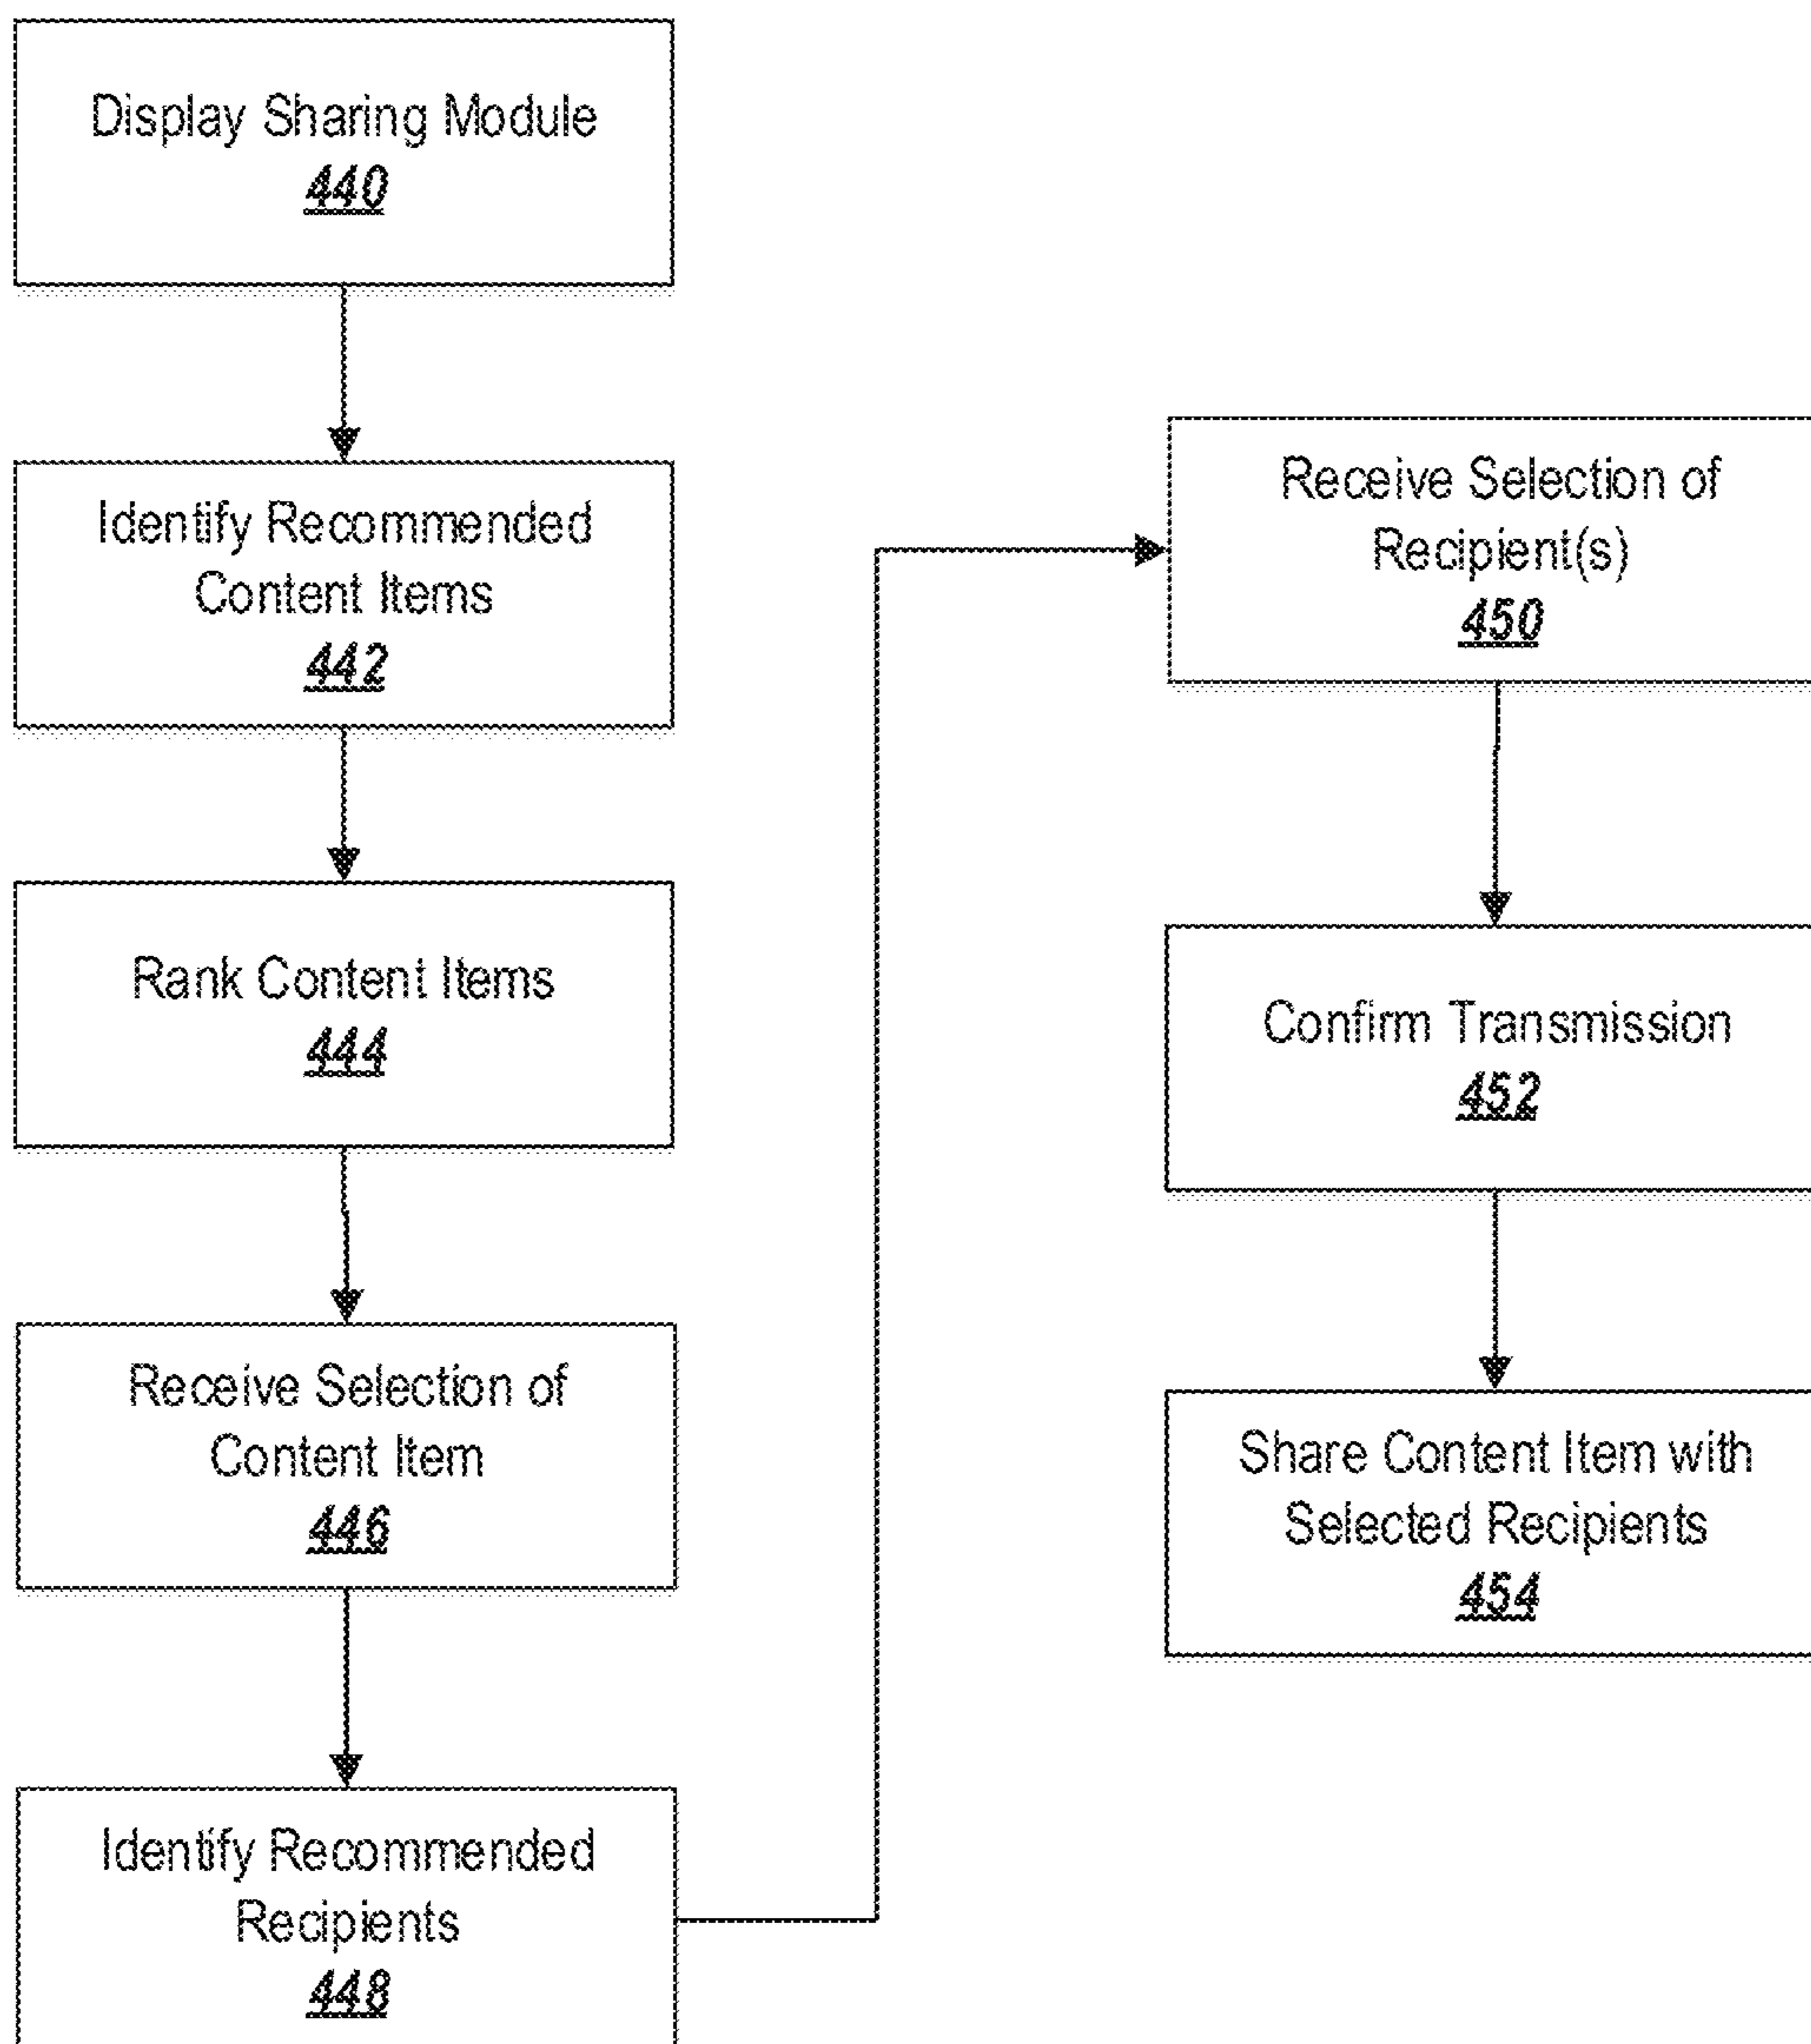 Display Sharing Module
440
Identify Recommended
Content Items
442
Rank Content Items
444
Receive Selection of
Content Item
446
Identify Recommended
Recipients
448
Receive Selection of
Recipient(s)
450
Confirm Transmission
452
Share Content Item with
Selected Recipients
454